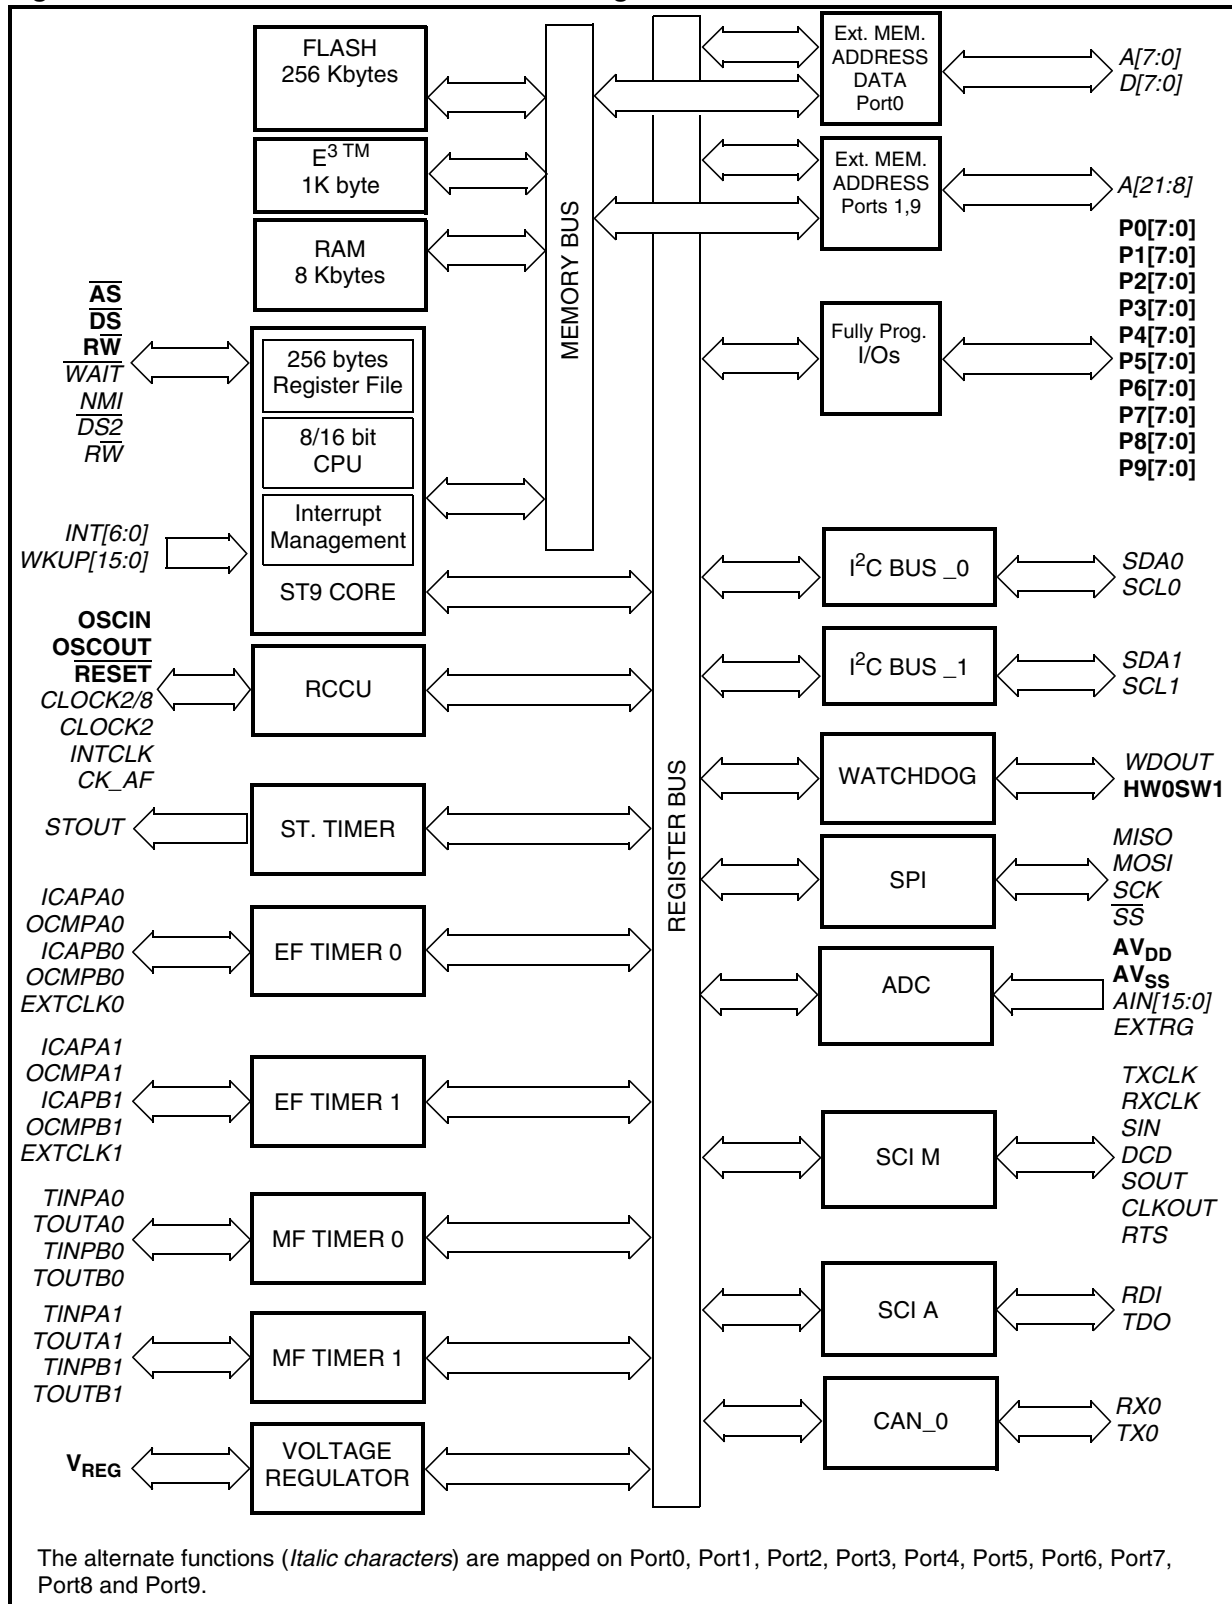 FLASH
256 Kbytes
E3 TM
1K byte
RAM
8 Kbytes
A̅S̅
D̅S̅
RW̅
W̅A̅I̅T̅
NMI
D̅S̅2̅
RW̅
256 bytes
Register File
8/16 bit
CPU
Interrupt
Management
ST9 CORE
INT[6:0]
WKUP[15:0]
OSCIN
OSCOUT
R̅E̅S̅E̅T̅
CLOCK2/8
CLOCK2
INTCLK
CK_AF
RCCU
STOUT
ST. TIMER
ICAPA0
OCMPA0
ICAPB0
OCMPB0
EXTCLK0
EF TIMER 0
ICAPA1
OCMPA1
ICAPB1
OCMPB1
EXTCLK1
EF TIMER 1
TINPA0
TOUTA0
TINPB0
TOUTB0
MF TIMER 0
TINPA1
TOUTA1
TINPB1
TOUTB1
MF TIMER 1
VREG
VOLTAGE
REGULATOR
MEMORY BUS
REGISTER BUS
Ext. MEM.
ADDRESS
DATA
Port0
A[7:0]
D[7:0]
Ext. MEM.
ADDRESS
Ports 1,9
A[21:8]
Fully Prog.
I/Os
P0[7:0]
P1[7:0]
P2[7:0]
P3[7:0]
P4[7:0]
P5[7:0]
P6[7:0]
P7[7:0]
P8[7:0]
P9[7:0]
I2C BUS _0
SDA0
SCL0
I2C BUS _1
SDA1
SCL1
WATCHDOG
WDOUT
HW0SW1
SPI
MISO
MOSI
SCK
S̅S̅
ADC
AVDD
AVSS
AIN[15:0]
EXTRG
SCI M
TXCLK
RXCLK
SIN
DCD
SOUT
CLKOUT
RTS
SCI A
RDI
TDO
CAN_0
RX0
TX0
The alternate functions (Italic characters) are mapped on Port0, Port1, Port2, Port3, Port4, Port5, Port6, Port7,
Port8 and Port9.